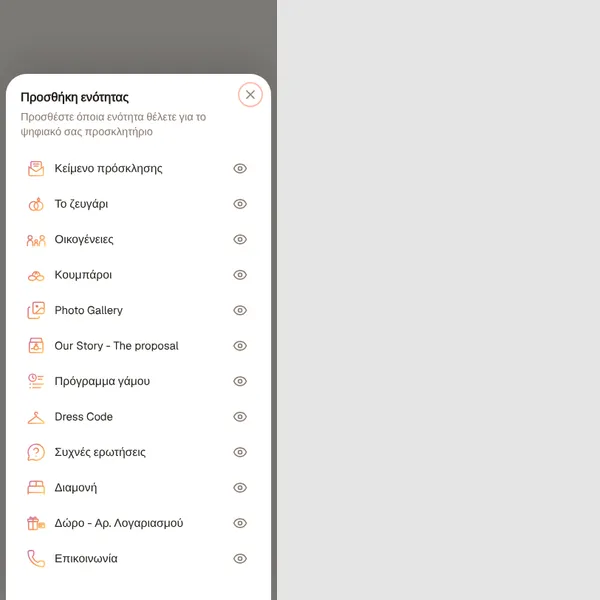 Προσθήκη ενότητας
Προσθέστε όποια ενότητα θέλετε για το
ψηφιακό σας προσκλητήριο
Κείμενο πρόσκλησης
Το ζευγάρι
Οικογένειες
Κουμπάροι
Photo Gallery
Our Story - The proposal
Πρόγραμμα γάμου
Dress Code
Συχνές ερωτήσεις
Διαμονή
Δώρο - Αρ. Λογαριασμού
Επικοινωνία